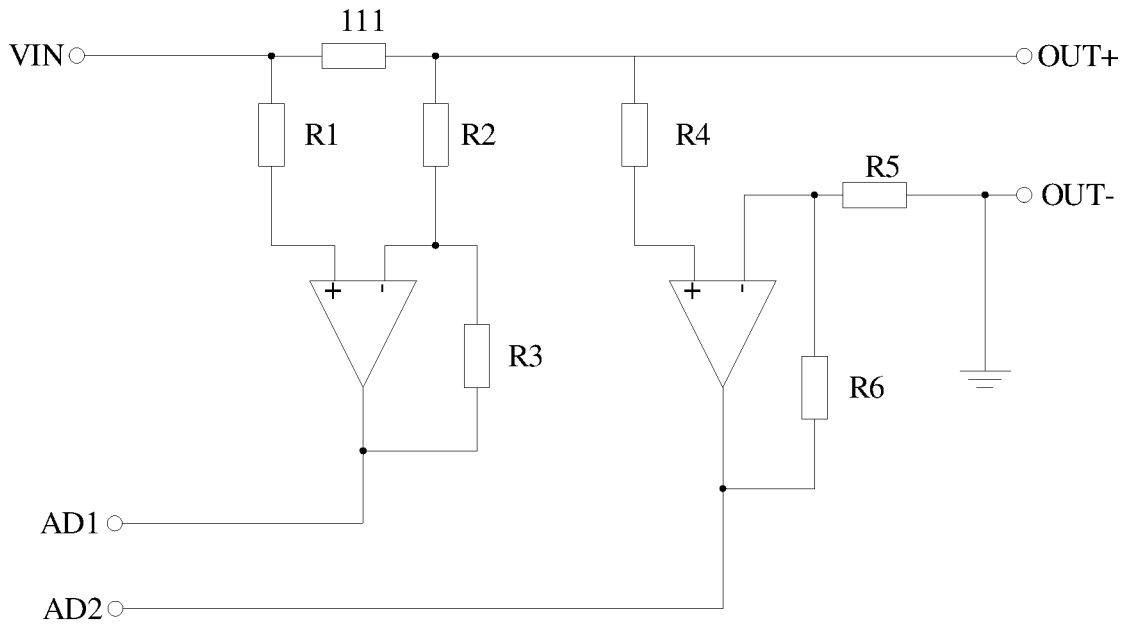 111
VIN
OUT+
R1
R2
R4
R5
OUT-
+
-
+
-
R3
R6
AD1
AD2